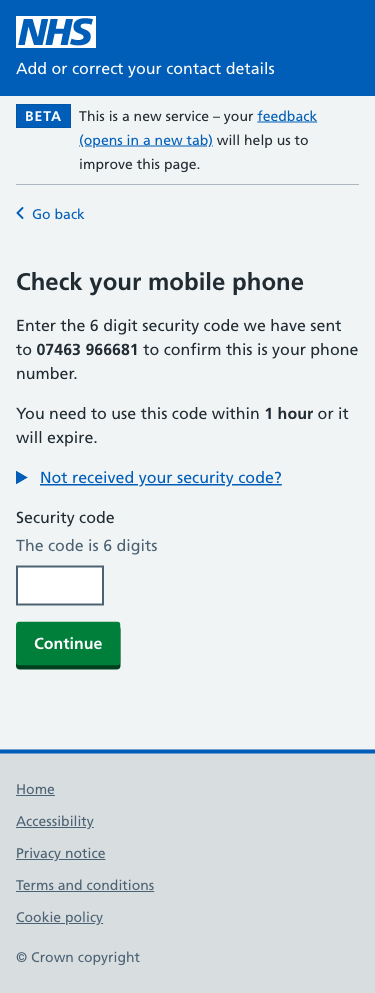 NHS
Add or correct your contact details
BETA This is a new service – your feedback
(opens in a new tab) will help us to
improve this page.
Go back
Check your mobile phone
Enter the 6 digit security code we have sent
to 07463 966681 to confirm this is your phone
number.
You need to use this code within 1 hour or it
will expire.
Not received your security code?
Security code
The code is 6 digits
Continue
Home
Accessibility
Privacy notice
Terms and conditions
Cookie policy
© Crown copyright